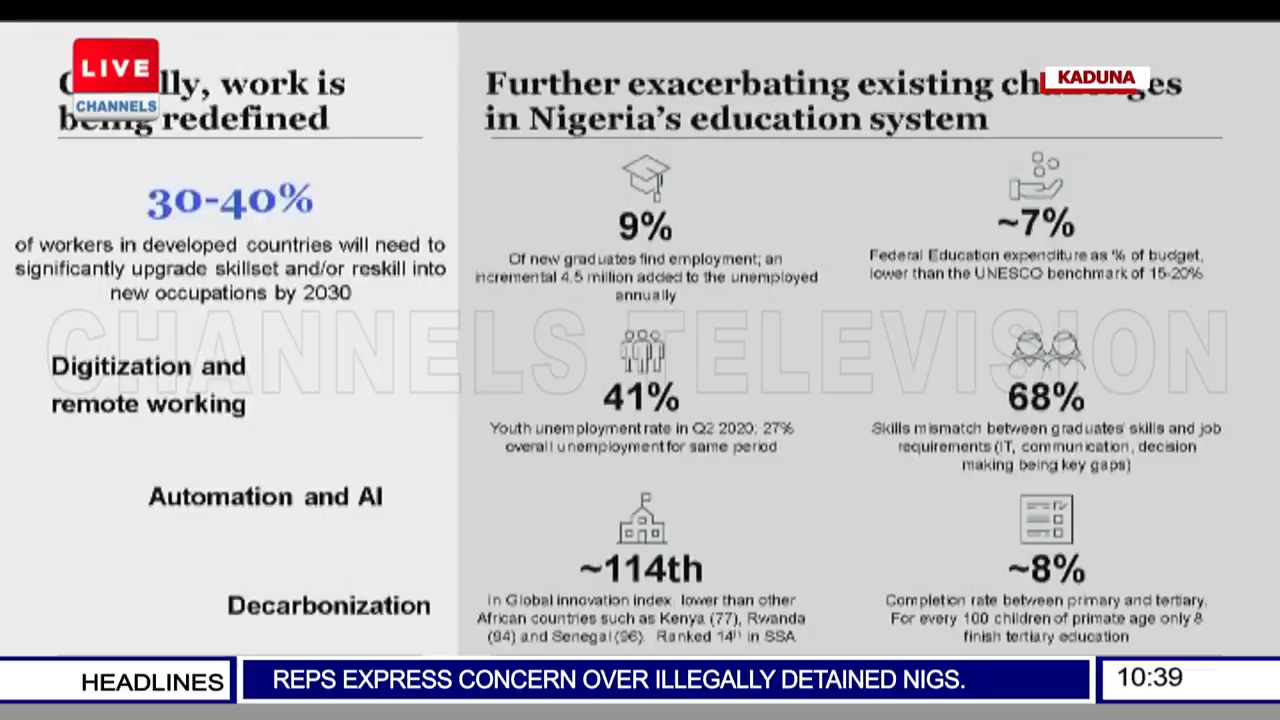 LIVE
CHANNELS
lly, work is
being redefined
30-40%
of workers in developed countries will need to
significantly upgrade skillset and/or reskill into
new occupations by 2030
Digitization and
remote working
Automation and AI
Decarbonization
KADUNA
Further exacerbating existing challenges
in Nigeria's education system
9%
Of new graduates find employment; an
incremental 4.5 million added to the unemployed
annually
~7%
Federal Education expenditure as % of budget,
lower than the UNESCO benchmark of 15-20%
41%
Youth unemployment rate in Q2 2020; 27%
overall unemployment for same period
68%
Skills mismatch between graduates' skills and job
requirements (IT, communication, decision
making being key gaps)
~114th
In Global innovation index, lower than other
African countries such as Kenya (77), Rwanda
(94) and Senegal (96). Ranked 14th in SSA
~8%
Completion rate between primary and tertiary.
For every 100 children of primate age only 8
finish tertiary education
CHANNELS TELEVISION
HEADLINES
REPS EXPRESS CONCERN OVER ILLEGALLY DETAINED NIGS.
10:39